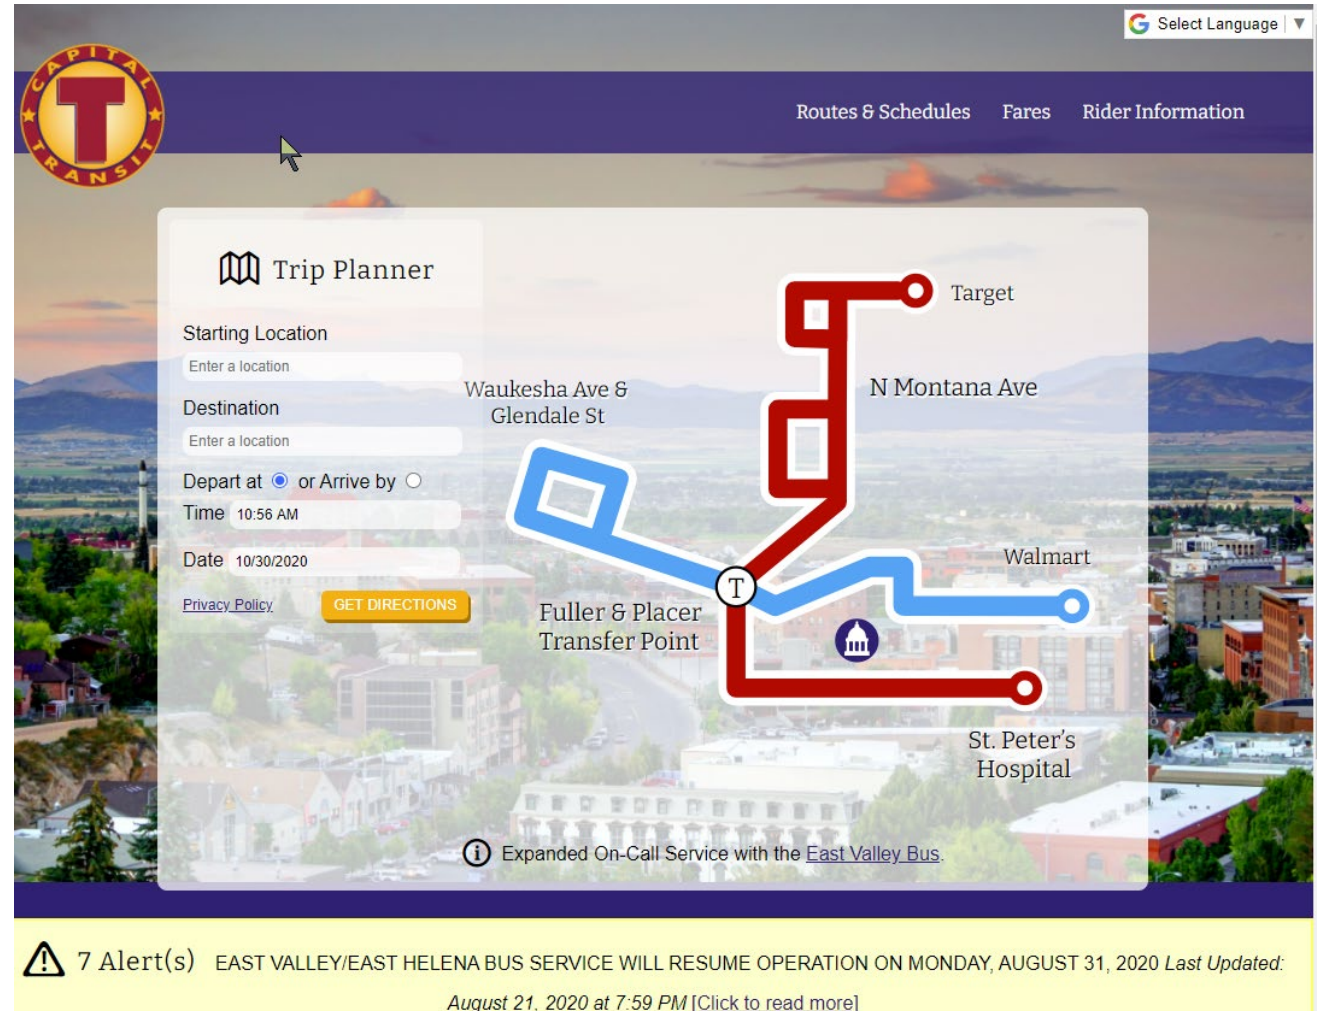 Select Language
CAPITAL
T
TRANSIT
Routes & Schedules Fares Rider Information
Trip Planner
Starting Location
Enter a location
Destination
Enter a location
Depart at or Arrive by
Time 10:56 AM
Date 10/30/2020
Privacy Policy GET DIRECTIONS
Target
N Montana Ave
Waukesha Ave &
Glendale St
Walmart
T
Fuller & Placer
Transfer Point
St. Peter's
Hospital
Expanded On-Call Service with the East Valley Bus.
7 Alert(s) EAST VALLEY/EAST HELENA BUS SERVICE WILL RESUME OPERATION ON MONDAY, AUGUST 31, 2020 Last Updated:
August 21, 2020 at 7:59 PM [Click to read more]